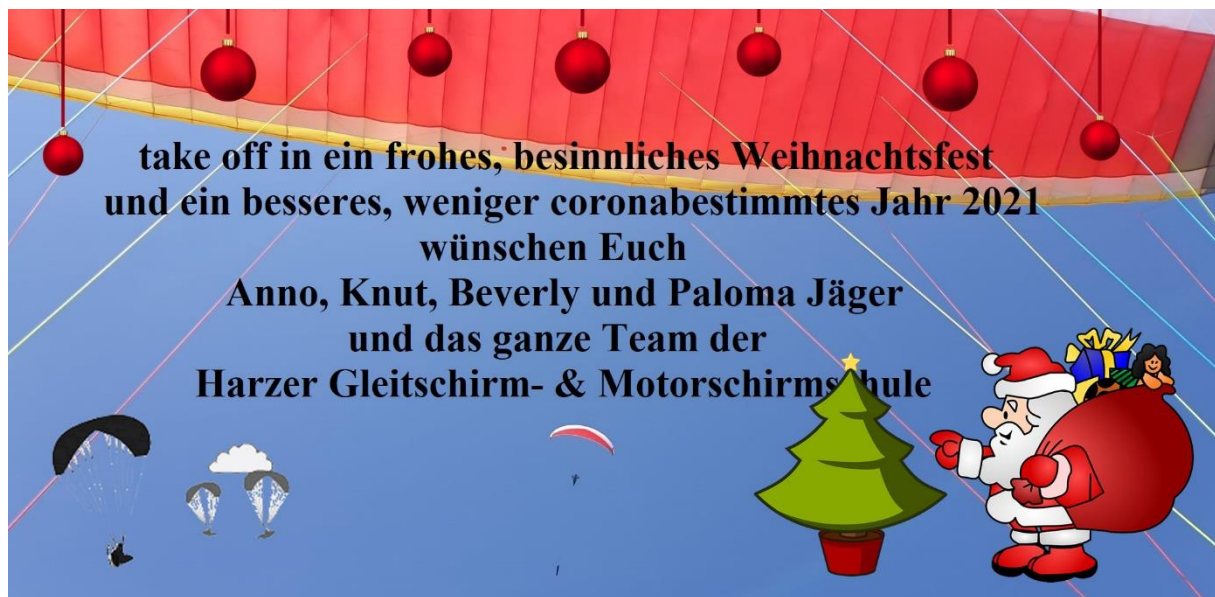 take off in ein frohes, besinnliches Weihnachtsfest
und ein besseres, weniger coronabestimmtes Jahr 2021
wünschen Euch
Anno, Knut, Beverly und Paloma Jäger
und das ganze Team der
Harzer Gleitschirm- & Motorschirmschule